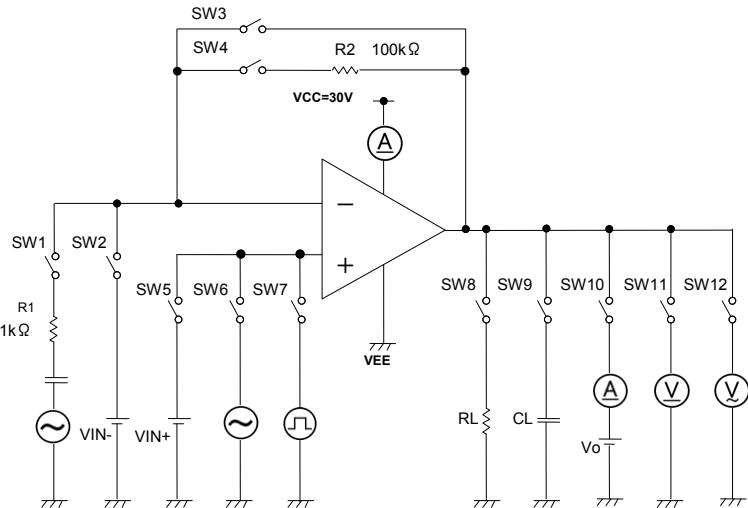 SW3
SW4
R2 100kΩ
VCC=30V
A
−
+
SW1
SW2
SW5
SW6
SW7
SW8
SW9
SW10
SW11
SW12
R1
1kΩ
VEE
A
V
V
VIN-
VIN+
RL
CL
Vo